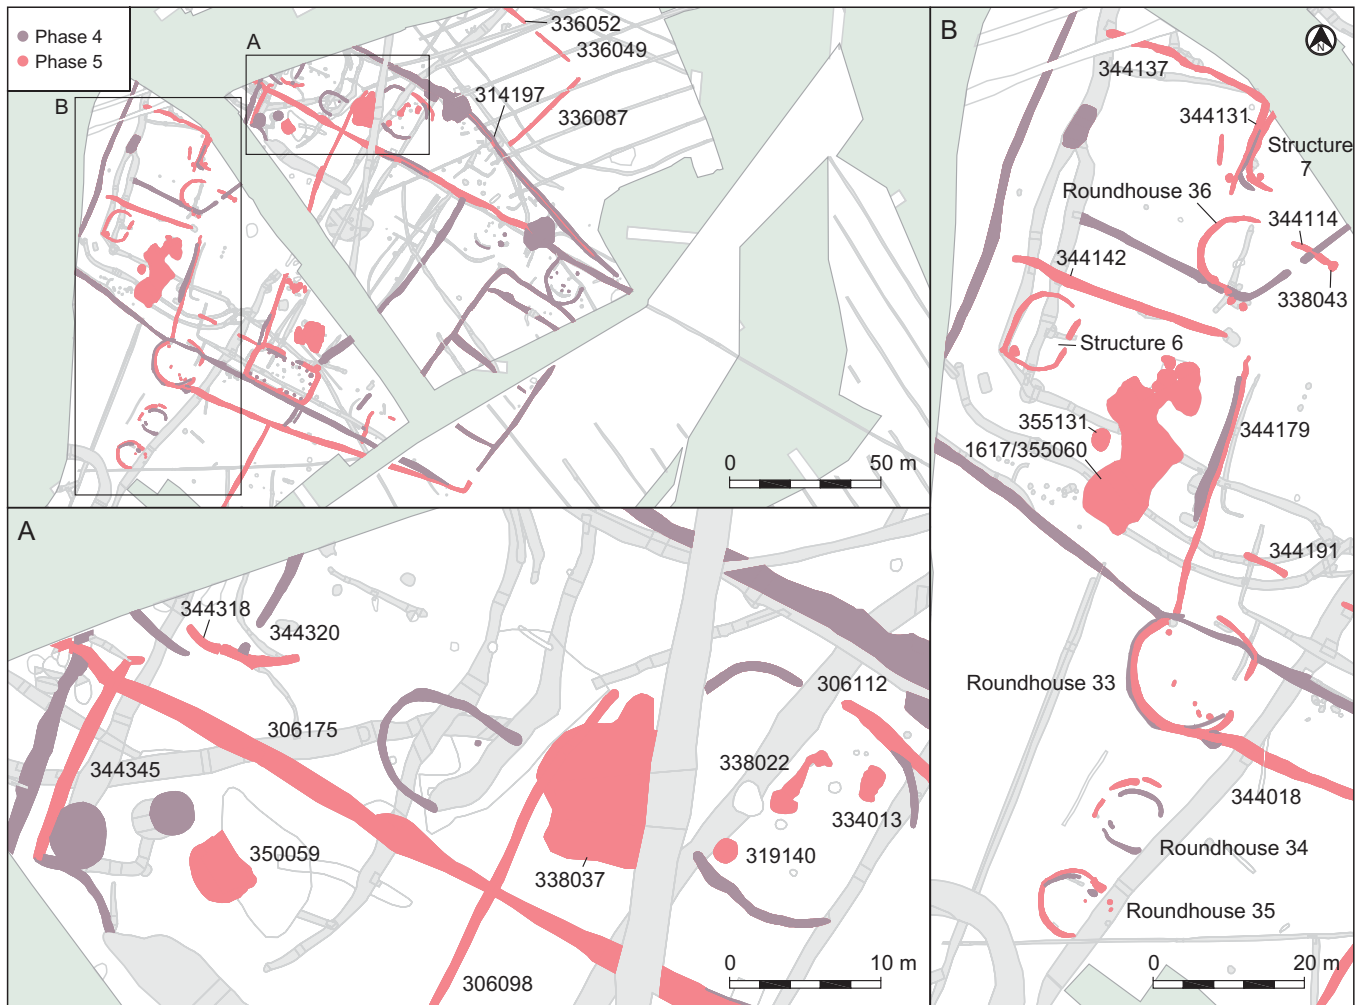 Phase 4
Phase 5
A
B
336052
336049
314197
336087
0 50 m
A
344318
344320
306175
344345
350059
306098
338037
306112
338022
334013
319140
0 10 m
B
N
344137
344131
Structure
7
Roundhouse 36
344114
344142
338043
Structure 6
355131
1617/355060
344179
344191
Roundhouse 33
344018
Roundhouse 34
Roundhouse 35
0 20 m